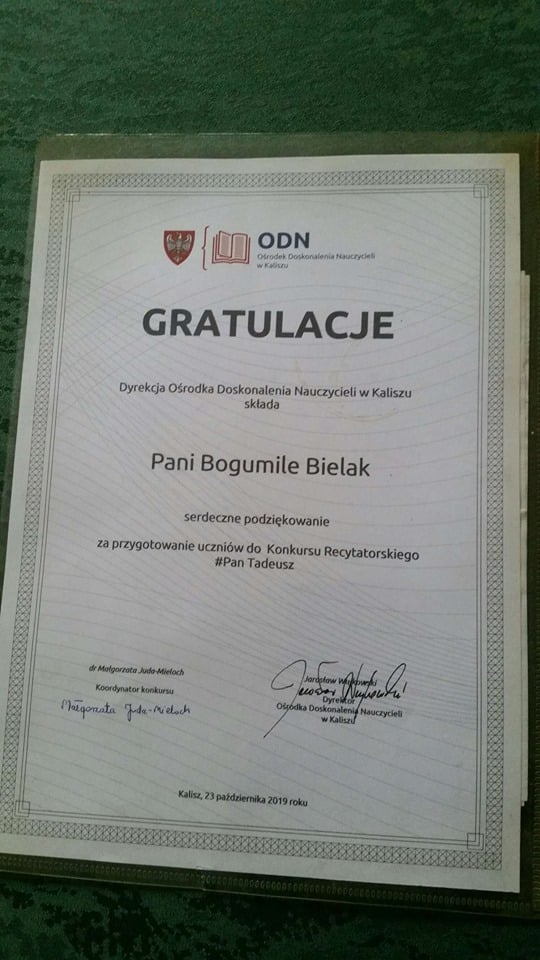 ODN
Ośrodek Doskonalenia Nauczycieli
w Kaliszu
GRATULACJE
Dyrekcja Ośrodka Doskonalenia Nauczycieli w Kaliszu
składa
Pani Bogumile Bielak
serdeczne podziękowanie
za przygotowanie uczniów do Konkursu Recytatorskiego
#Pan Tadeusz
dr Małgorzata Juda-Mieloch
Koordynator konkursu
Małgorzata Juda-Mieloch
Jarosław
Dyrektor
Ośrodka Doskonalenia Nauczycieli
w Kaliszu
Kalisz, 23 października 2019 roku